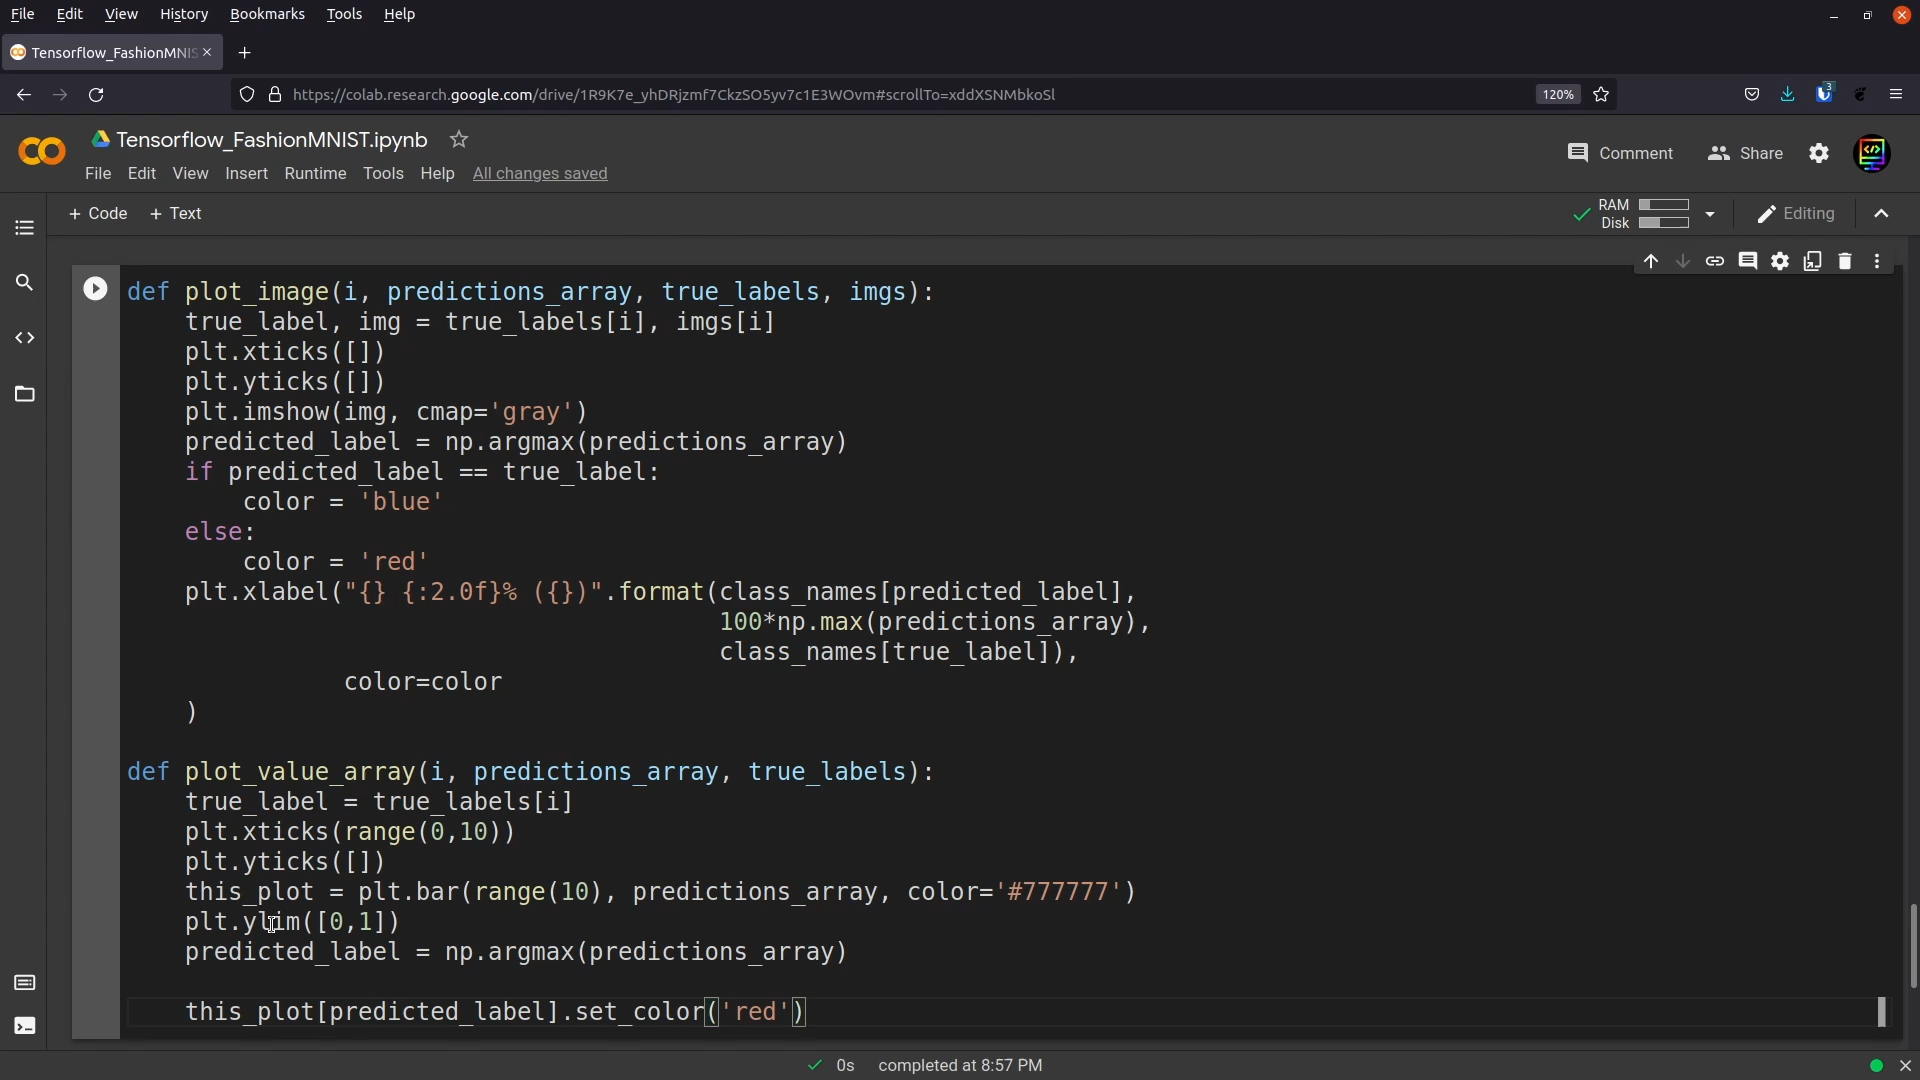 File Edit View History Bookmarks Tools Help
Tensorflow_FashionMNIS
https://colab.research.google.com/drive/1R9K7e_yhDRjzmf7CkzSO5yv7c1E3WOvm#scrollTo=xddXSNMbkoSl 120% 3
Tensorflow_FashionMNIST.ipynb
Comment Share
File Edit View Insert Runtime Tools Help All changes saved
+ Code + Text
RAM
Disk
Editing
def plot_image(i, predictions_array, true_labels, imgs):
    true_label, img = true_labels[i], imgs[i]
    plt.xticks([])
    plt.yticks([])
    plt.imshow(img, cmap='gray')
    predicted_label = np.argmax(predictions_array)
    if predicted_label == true_label:
        color = 'blue'
    else:
        color = 'red'
    plt.xlabel("{} {:2.0f}% ({})".format(class_names[predicted_label],
                                         100*np.max(predictions_array),
                                         class_names[true_label]),
               color=color
    )
def plot_value_array(i, predictions_array, true_labels):
    true_label = true_labels[i]
    plt.xticks(range(0,10))
    plt.yticks([])
    this_plot = plt.bar(range(10), predictions_array, color='#777777')
    plt.ylim([0,1])
    predicted_label = np.argmax(predictions_array)
    this_plot[predicted_label].set_color('red')
0s completed at 8:57 PM